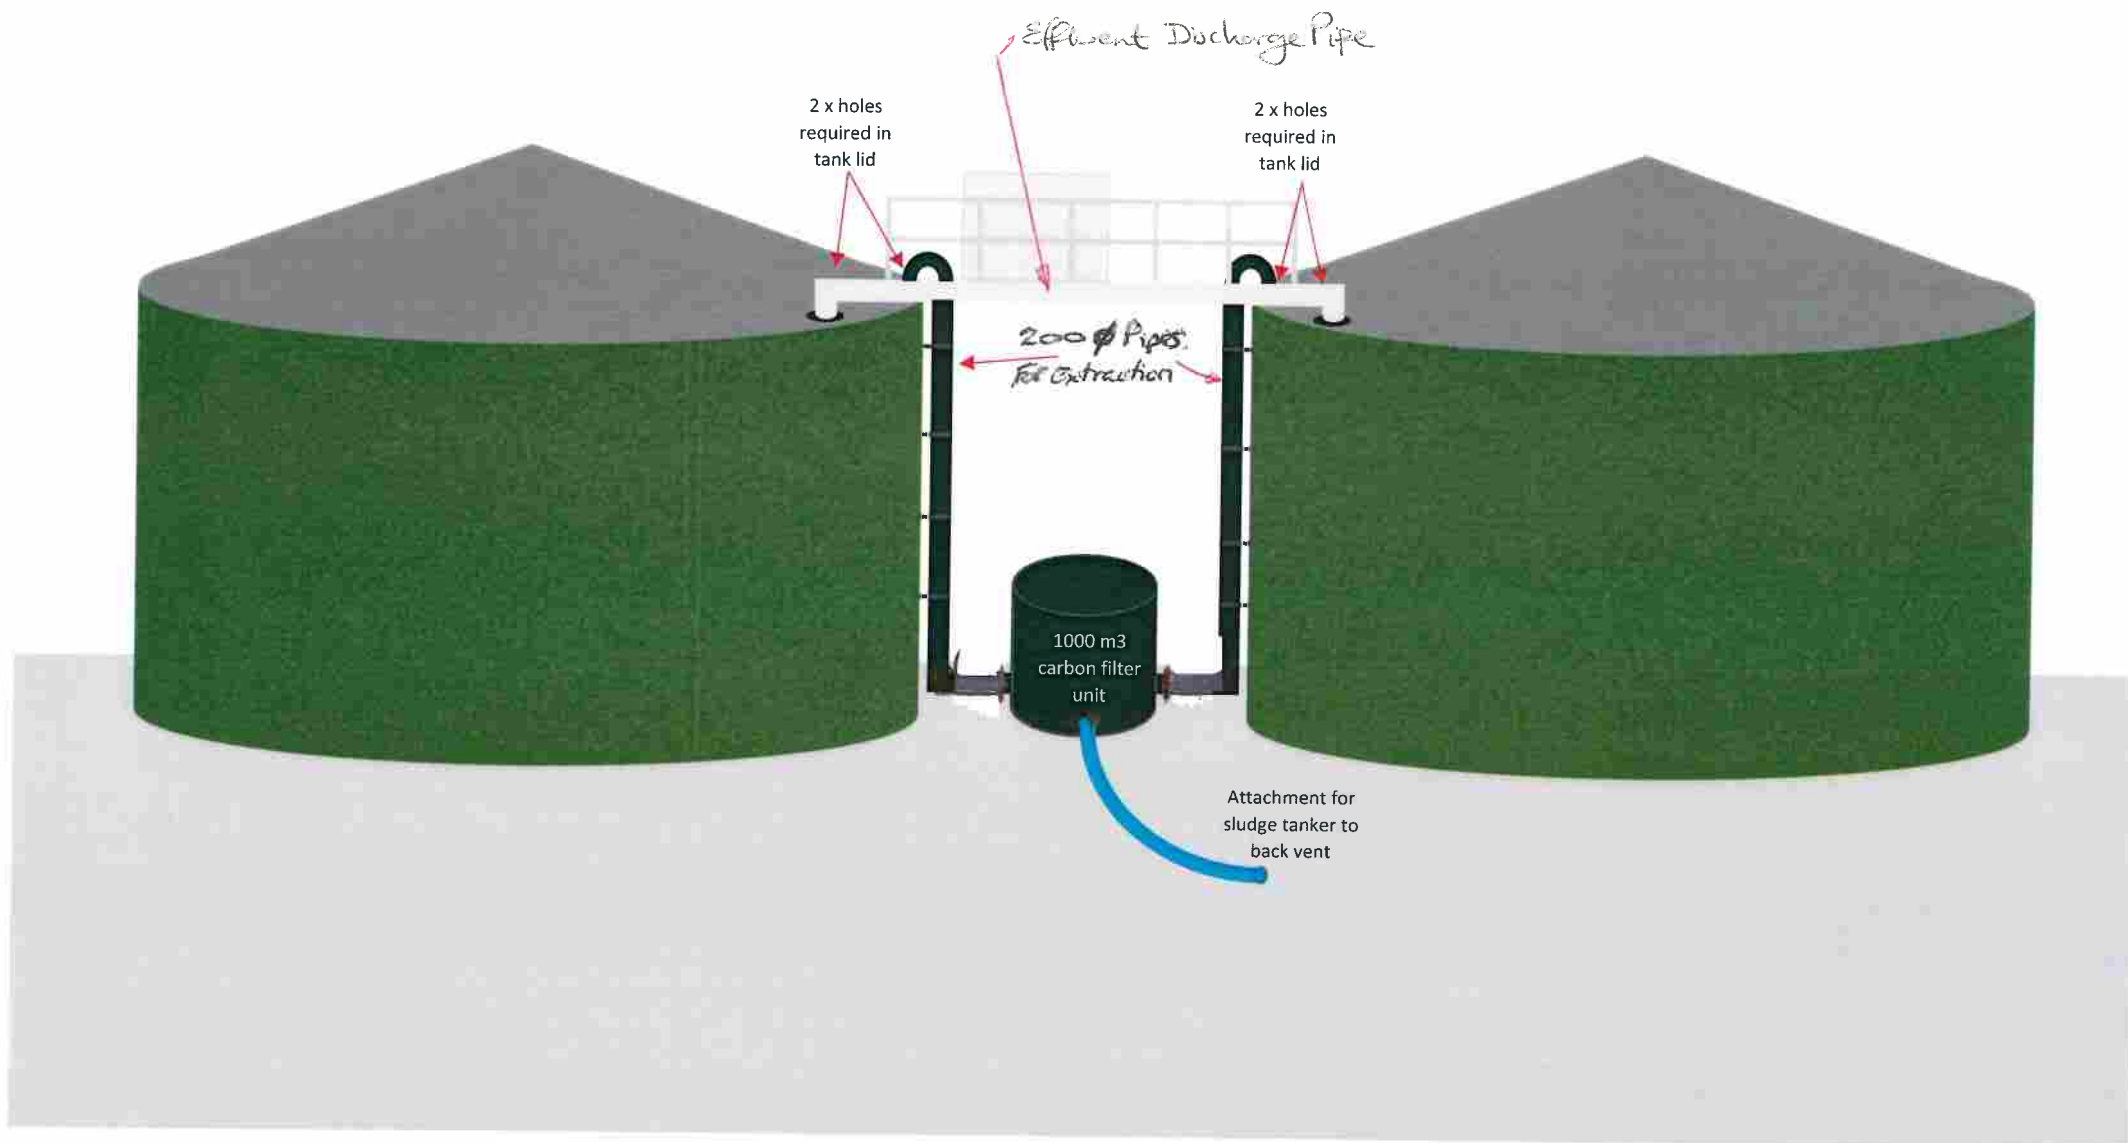 Effluent Discharge Pipe
2 x holes
required in
tank lid
2 x holes
required in
tank lid
200 ø Pipes
For Extraction
1000 m3
carbon filter
unit
Attachment for
sludge tanker to
back vent